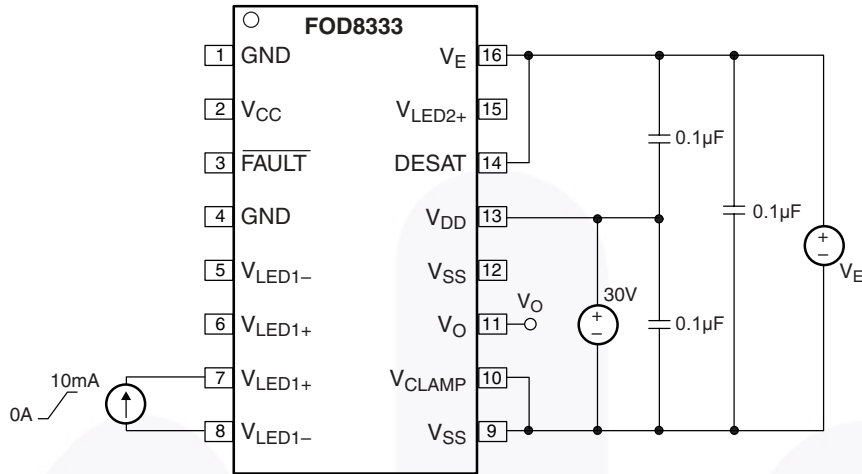 FOD8333
1 GND
2 VCC
3 FAULT
4 GND
5 VLED1–
6 VLED1+
7 VLED1+
8 VLED1–
VE 16
VLED2+ 15
DESAT 14
VDD 13
VSS 12
VO 11
VCLAMP 10
VSS 9
10mA
0A
VO
30V
+
–
0.1µF
0.1µF
0.1µF
+
–
VE